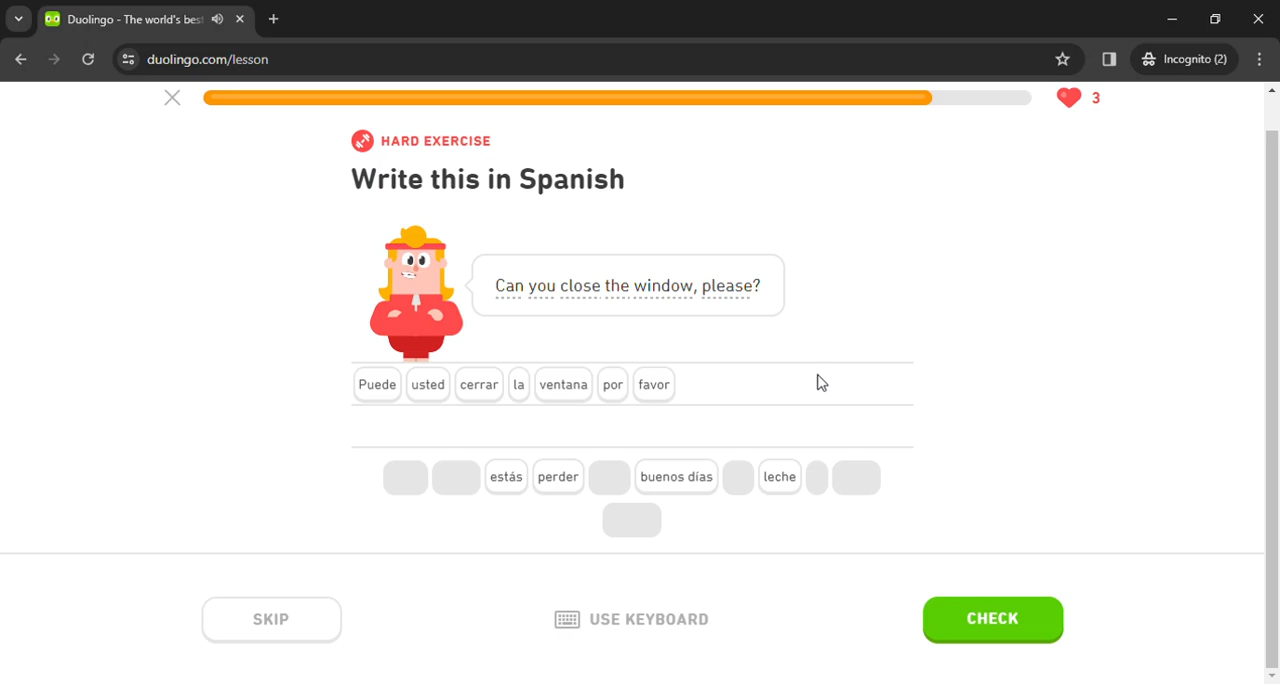 Duolingo - The world's bes
duolingo.com/lesson
Incognito (2)
3
HARD EXERCISE
Write this in Spanish
Can you close the window, please?
Puede usted cerrar la ventana por favor
estás perder buenos días leche
SKIP USE KEYBOARD CHECK